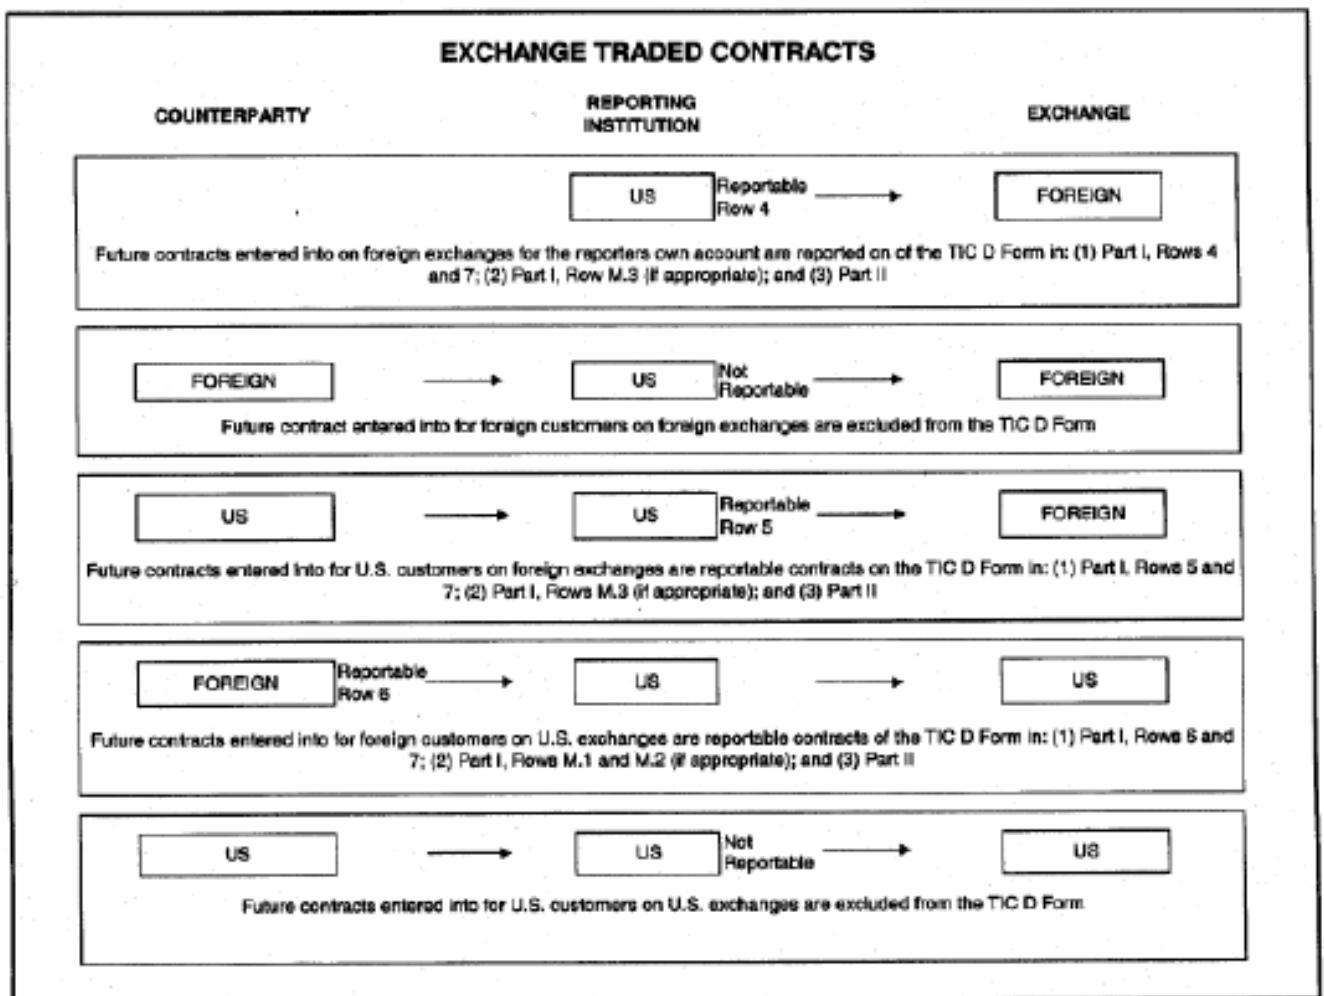 EXCHANGE TRADED CONTRACTS
COUNTERPARTY
REPORTING
INSTITUTION
EXCHANGE
US
Reportable
Row 4
FOREIGN
Future contracts entered into on foreign exchanges for the reporters own account are reported on of the TIC D Form in: (1) Part I, Rows 4
and 7; (2) Part I, Row M.3 (if appropriate); and (3) Part II
FOREIGN
US
Not
Reportable
FOREIGN
Future contract entered into for foreign customers on foreign exchanges are excluded from the TIC D Form
US
US
Reportable
Row 5
FOREIGN
Future contracts entered into for U.S. customers on foreign exchanges are reportable contracts on the TIC D Form in: (1) Part I, Rows 5 and
7; (2) Part I, Rows M.3 (if appropriate); and (3) Part II
FOREIGN
Reportable
Row 6
US
US
Future contracts entered into for foreign customers on U.S. exchanges are reportable contracts of the TIC D Form in: (1) Part I, Rows 6 and
7; (2) Part I, Rows M.1 and M.2 (if appropriate); and (3) Part II
US
US
Not
Reportable
US
Future contracts entered into for U.S. customers on U.S. exchanges are excluded from the TIC D Form